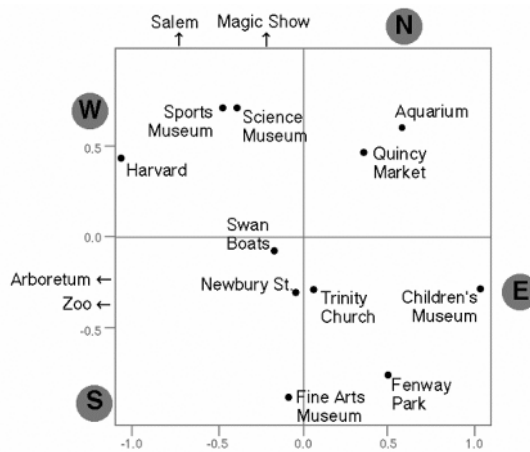 Salem
Magic Show
N
W
Sports
Museum
Science
Museum
Aquarium
0.5
Quincy
Market
Harvard
Swan
Boats
0.0
Arboretum ←
Newbury St.
Trinity
Church
Children's
Museum
E
Zoo ←
-0.5
Fenway
Park
S
Fine Arts
Museum
-1.0
-0.5
0.0
0.5
1.0